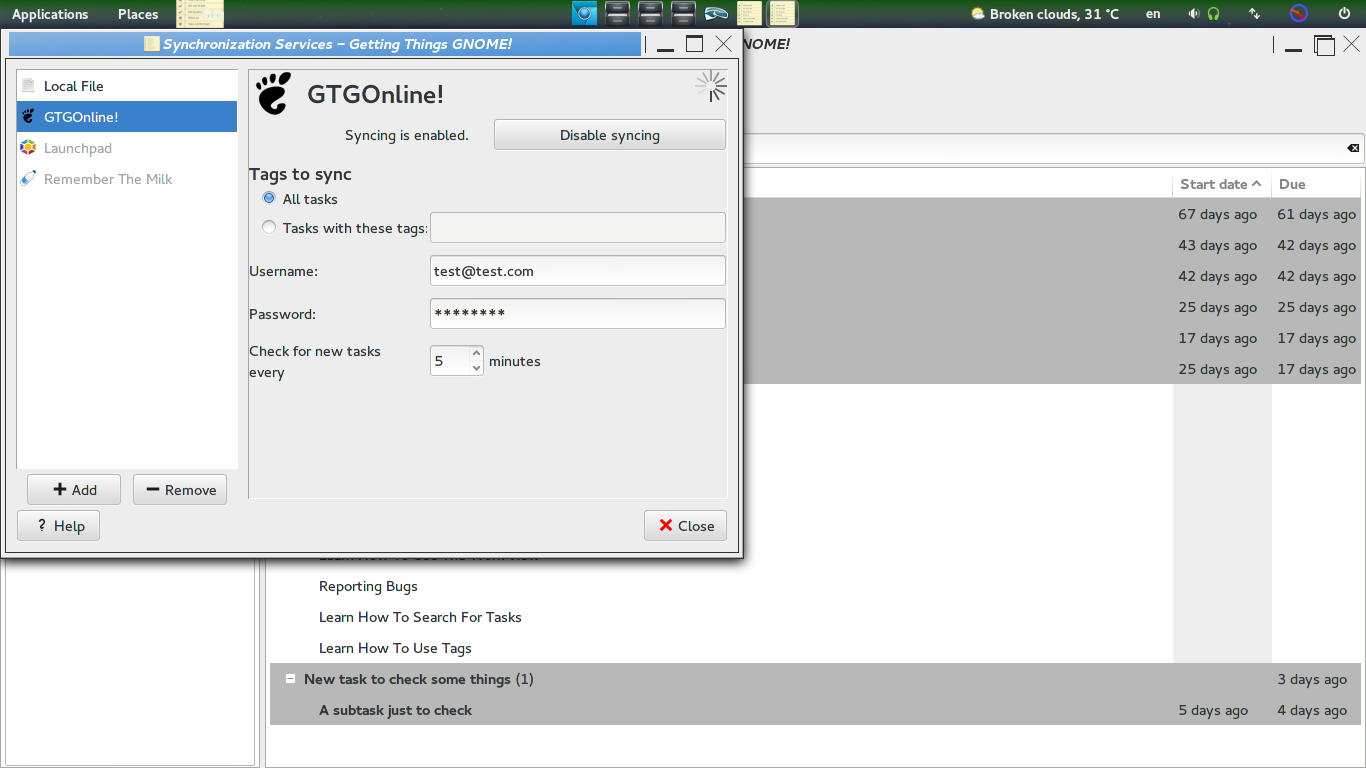 Applications Places Broken clouds, 31 °C en
Synchronization Services – Getting Things GNOME!
NOME!
Local File
GTGOnline!
Launchpad
Remember The Milk
GTGOnline!
Syncing is enabled. Disable syncing
Tags to sync
All tasks
Tasks with these tags:
Username: test@test.com
Password: ********
Check for new tasks
every
5 minutes
+ Add − Remove
? Help Close
Start date Due
67 days ago 61 days ago
43 days ago 42 days ago
42 days ago 42 days ago
25 days ago 25 days ago
17 days ago 17 days ago
25 days ago 17 days ago
Reporting Bugs
Learn How To Search For Tasks
Learn How To Use Tags
New task to check some things (1) 3 days ago
A subtask just to check 5 days ago 4 days ago